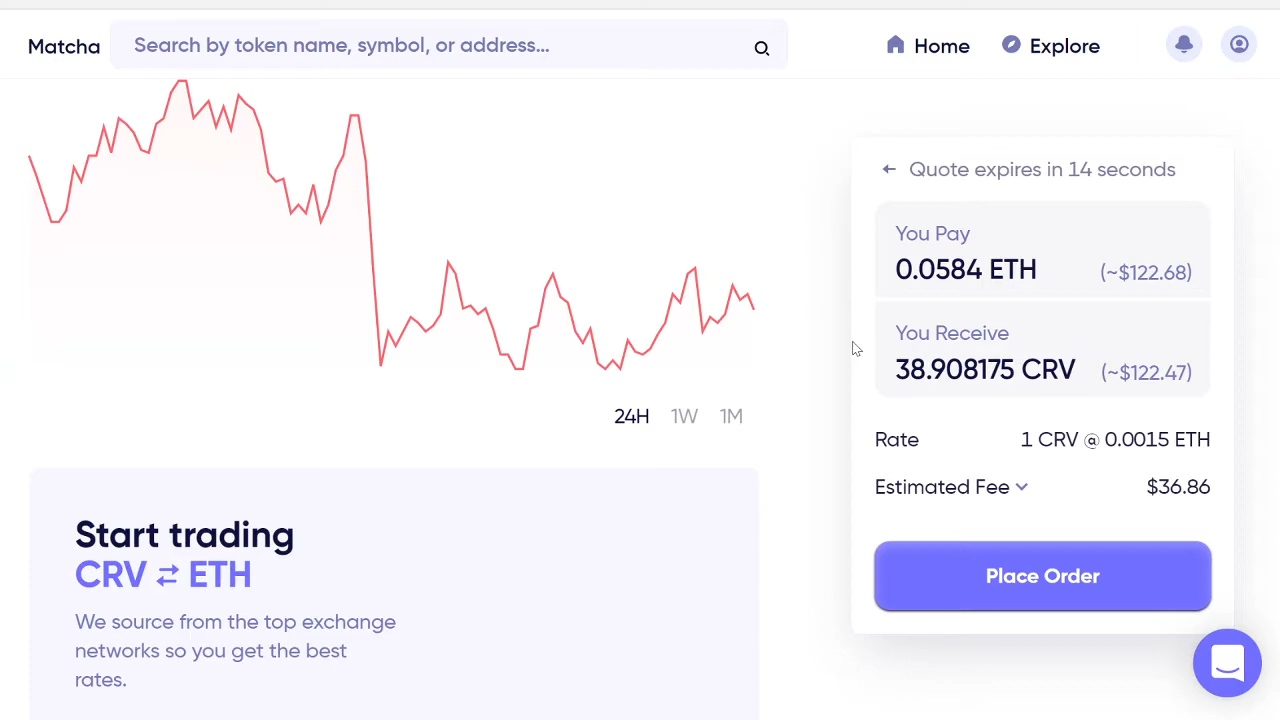 Matcha
Search by token name, symbol, or address...
Home
Explore
Quote expires in 14 seconds
You Pay
0.0584 ETH (~$122.68)
You Receive
38.908175 CRV (~$122.47)
Rate 1 CRV @ 0.0015 ETH
Estimated Fee $36.86
Place Order
24H 1W 1M
Start trading
CRV ⇄ ETH
We source from the top exchange
networks so you get the best
rates.